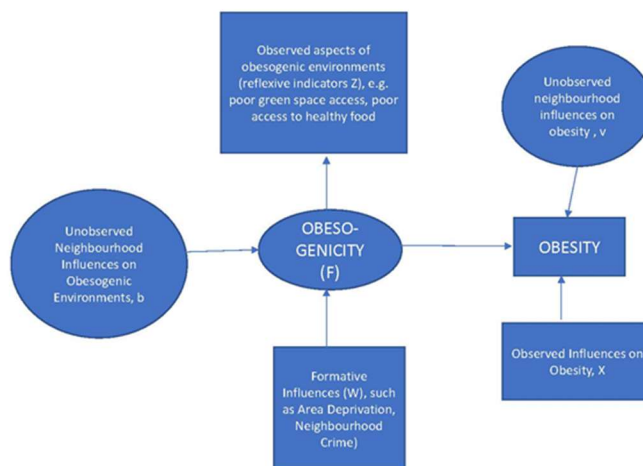 Observed aspects of
obesogenic environments
(reflexive indicators Z), e.g.
poor green space access, poor
access to healthy food
Unobserved
neighbourhood
influences on
obesity , v
Unobserved
Neighbourhood
Influences on
Obesogenic
Environments, b
OBESO-
GENICITY
(F)
OBESITY
Formative
Influences (W), such
as Area Deprivation,
Neighbourhood
Crime)
Observed Influences on
Obesity, X